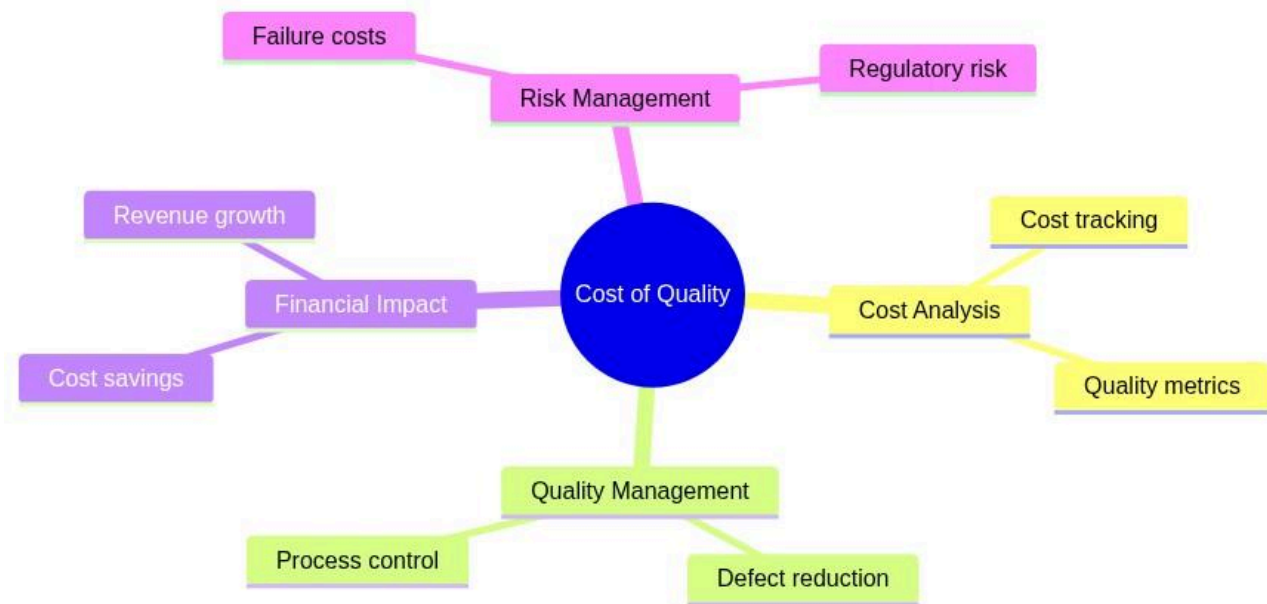 Failure costs
Regulatory risk
Risk Management
Revenue growth
Cost tracking
Financial Impact
Cost of Quality
Cost Analysis
Cost savings
Quality metrics
Quality Management
Process control
Defect reduction